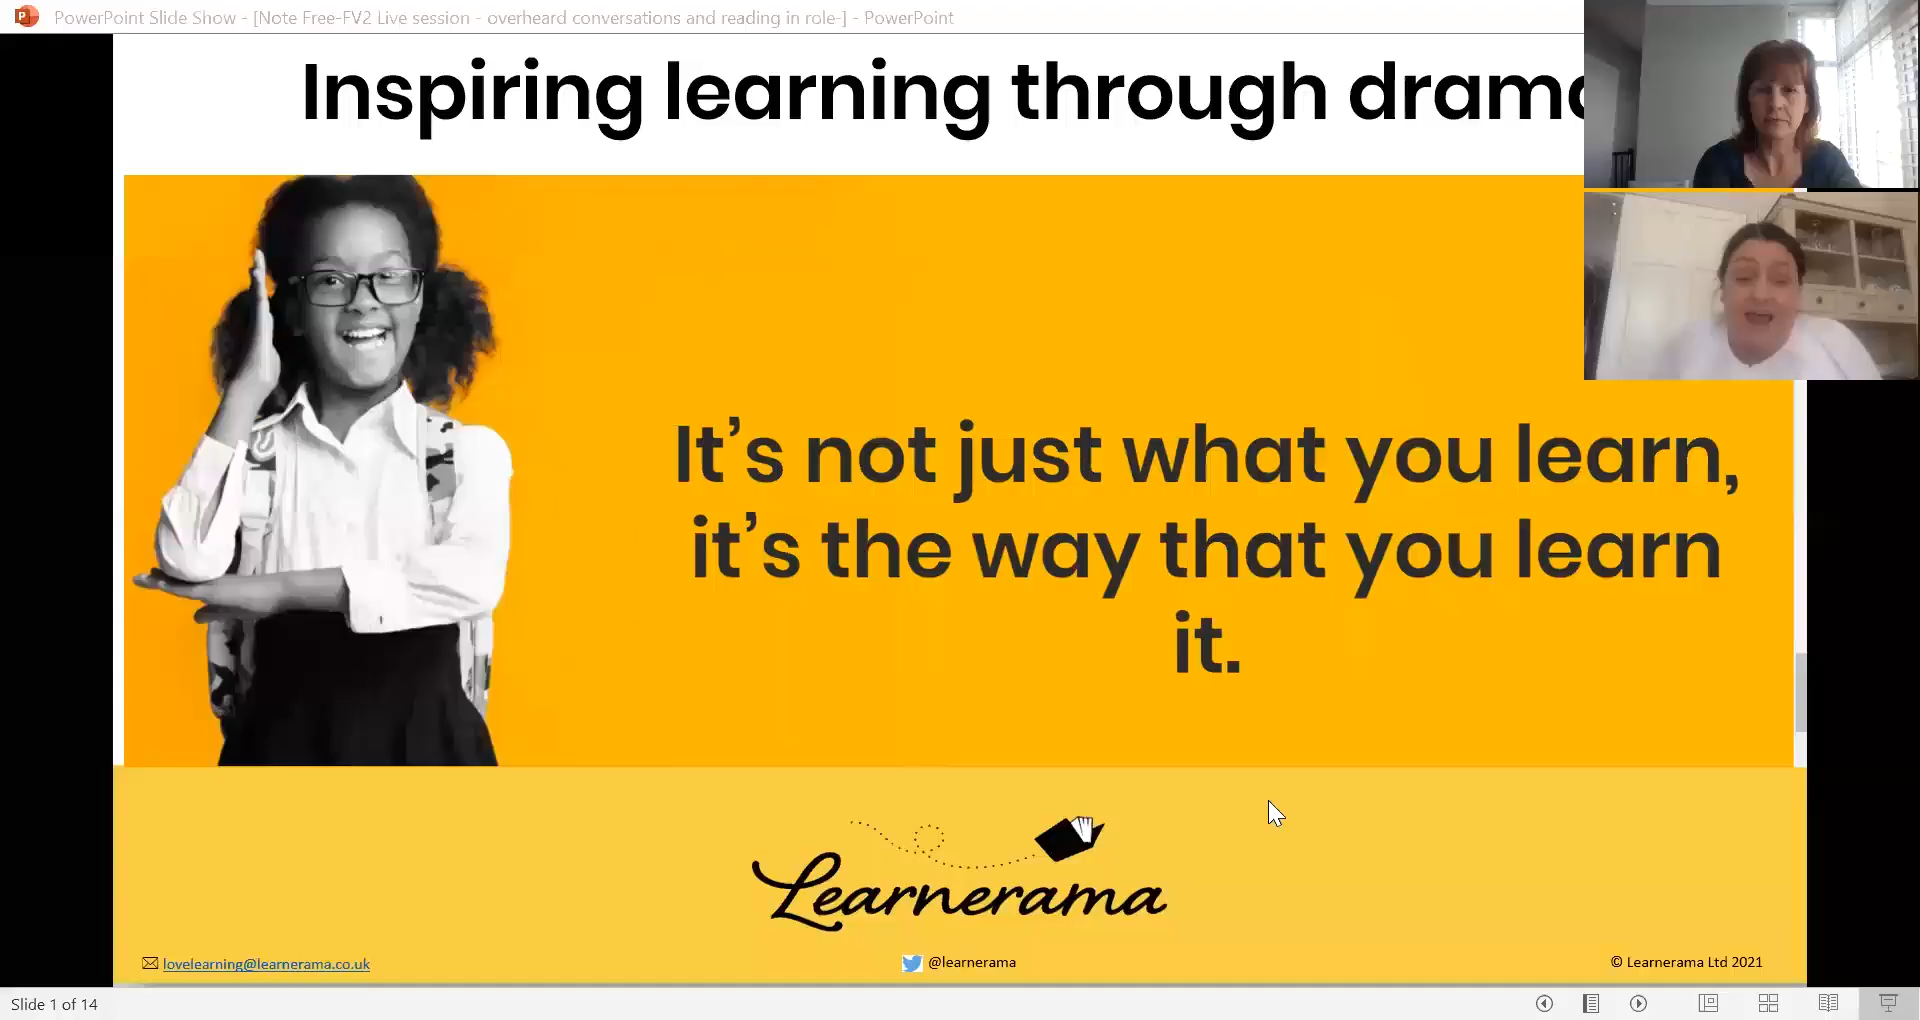 PowerPoint Slide Show - [Note Free-FV2 Live session - overheard conversations and reading in role-] - PowerPoint
Inspiring learning through drama
It's not just what you learn,
it's the way that you learn
it.
Learnerama
lovelearning@learnerama.co.uk
@learnerama
© Learnerama Ltd 2021
Slide 1 of 14